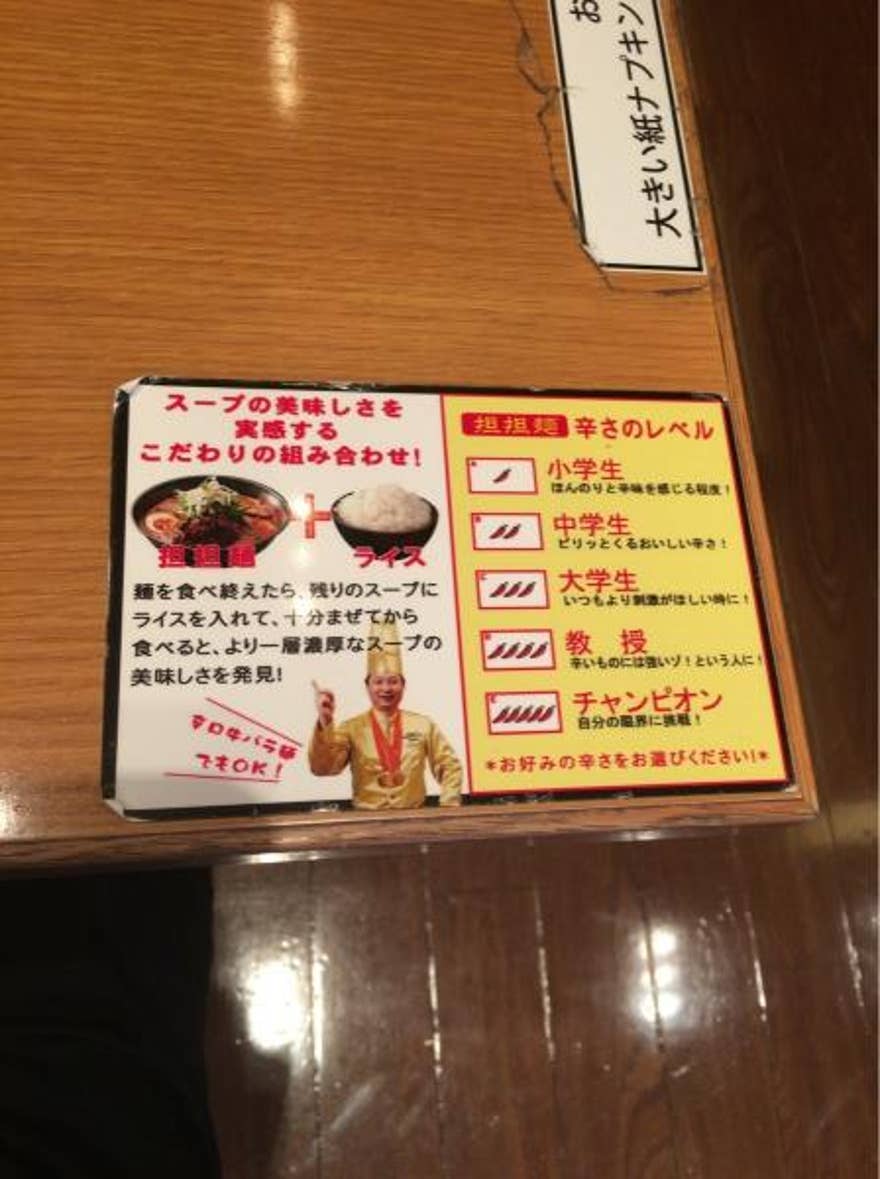 お
大きい紙ナプキン
スープの美味しさを
実感する
こだわりの組み合わせ!
担担麺
ライス
麺を食べ終えたら、残りのスープに
ライスを入れて、十分まぜてから
食べると、より一層濃厚なスープの
美味しさを発見!
辛口牛バラ麺
でもOK!
担担麺 辛さのレベル
小学生
ほんのりと辛味を感じる程度!
中学生
ピリッとくるおいしい辛さ!
大学生
いつもより刺激がほしい時に!
教 授
辛いものには強いゾ!という人に!
チャンピオン
自分の限界に挑戦!
*お好みの辛さをお選びください!*